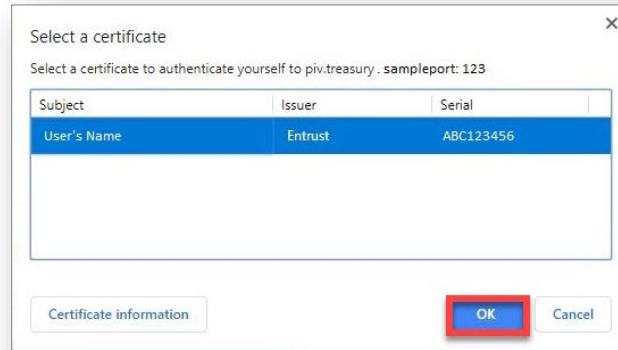 Select a certificate
Select a certificate to authenticate yourself to piv.treasury . sampleport: 123
Subject Issuer Serial
User's Name Entrust ABC123456
Certificate information OK Cancel